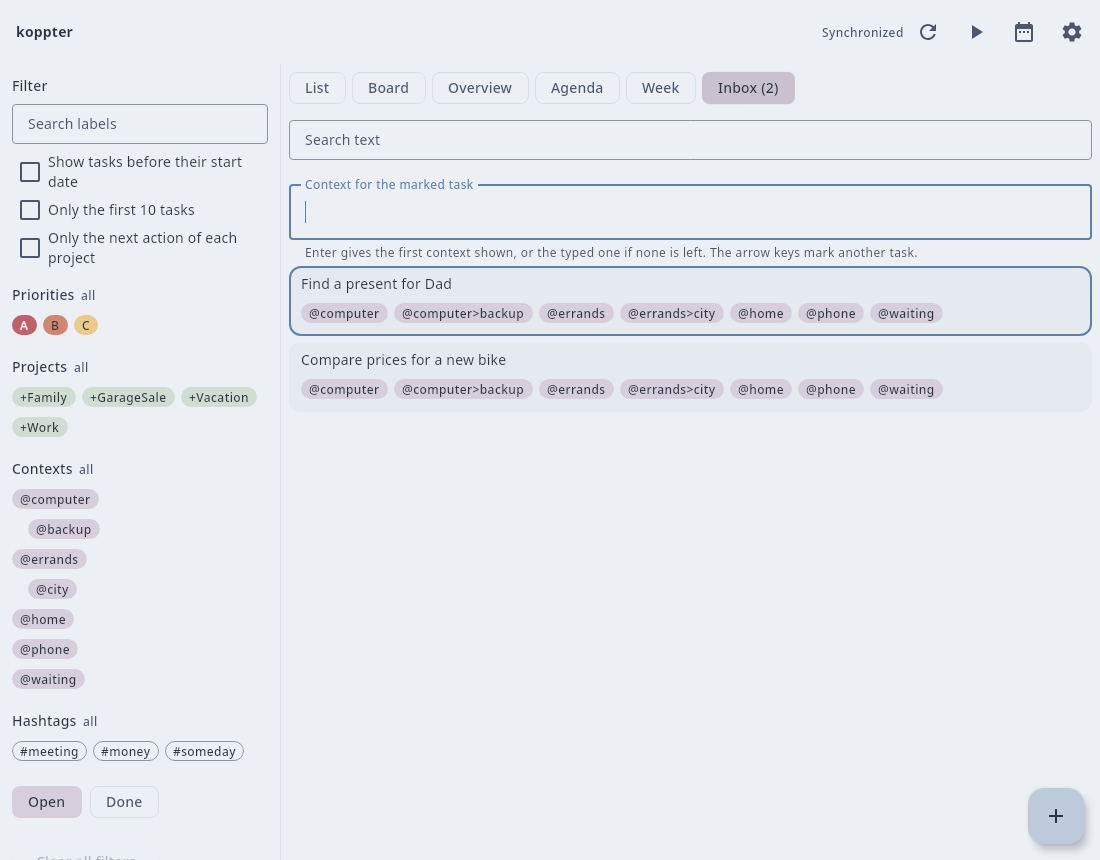 koppter
Synchronized
Filter
Search labels
Show tasks before their start
date
Only the first 10 tasks
Only the next action of each
project
Priorities all
A B C
Projects all
+Family +GarageSale +Vacation
+Work
Contexts all
@computer
@backup
@errands
@city
@home
@phone
@waiting
Hashtags all
#meeting #money #someday
Open Done
Clear all filters
List Board Overview Agenda Week Inbox (2)
Search text
Context for the marked task
Enter gives the first context shown, or the typed one if none is left. The arrow keys mark another task.
Find a present for Dad
@computer @computer>backup @errands @errands>city @home @phone @waiting
Compare prices for a new bike
@computer @computer>backup @errands @errands>city @home @phone @waiting